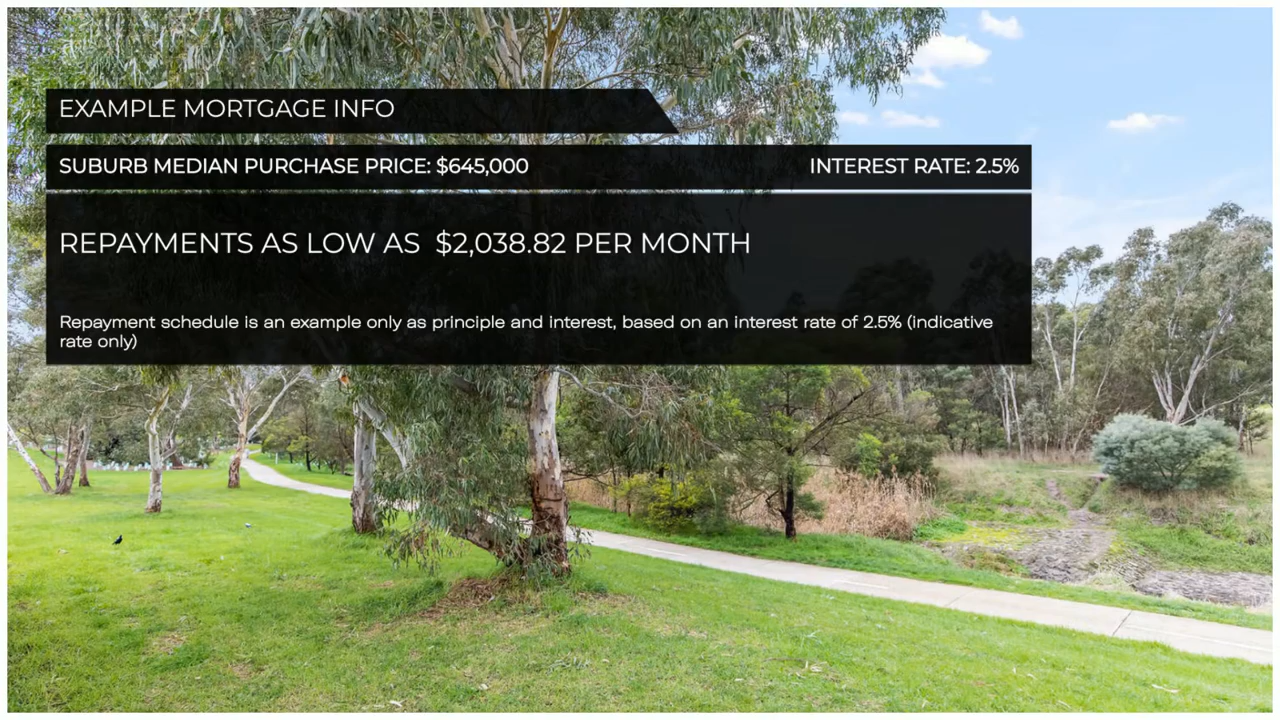 EXAMPLE MORTGAGE INFO
SUBURB MEDIAN PURCHASE PRICE: $645,000 INTEREST RATE: 2.5%
REPAYMENTS AS LOW AS $2,038.82 PER MONTH
Repayment schedule is an example only as principle and interest, based on an interest rate of 2.5% (indicative
rate only)